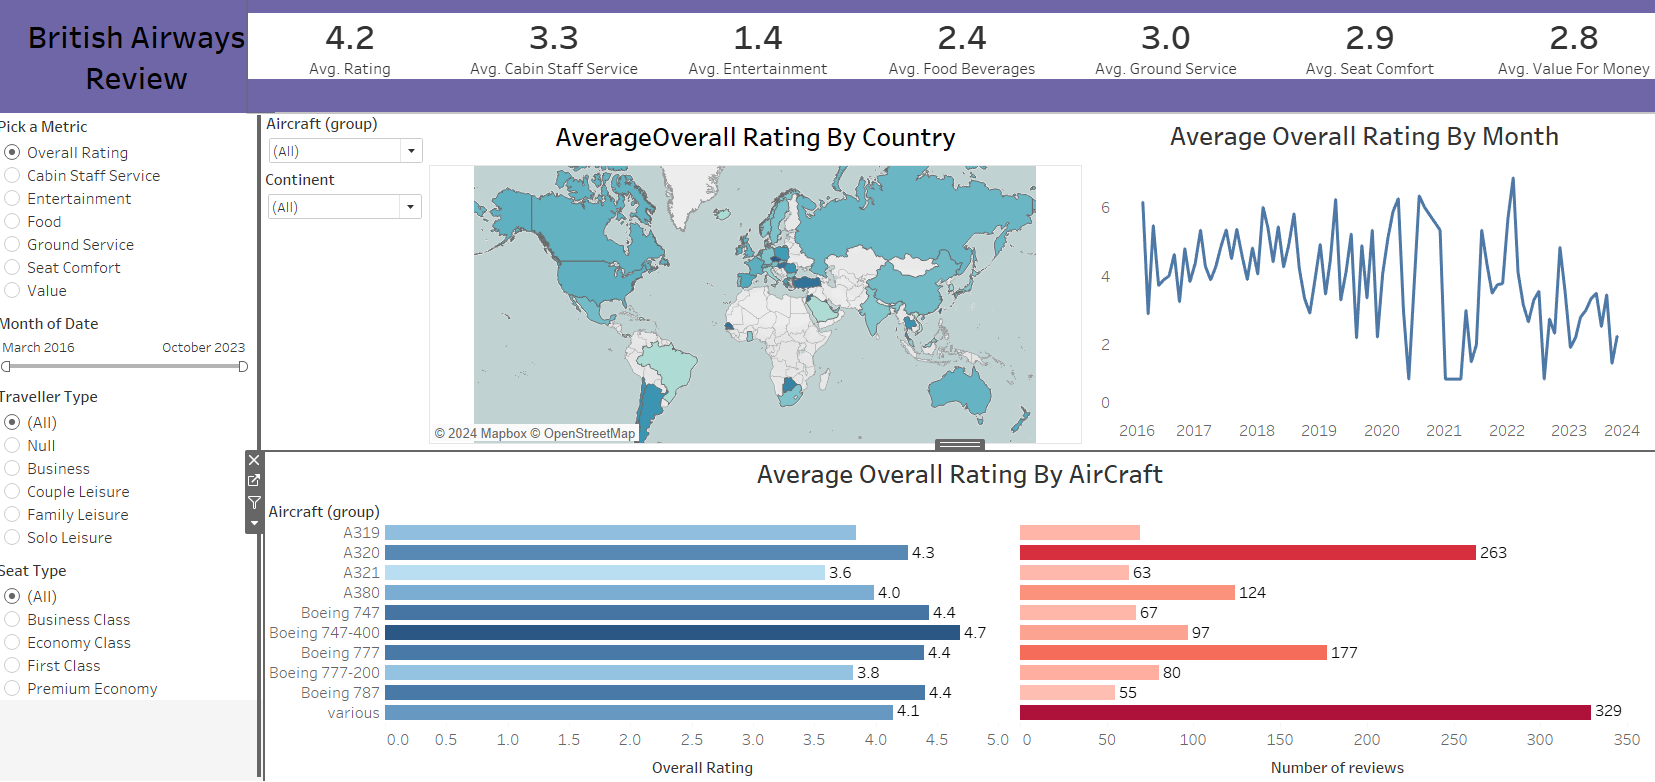 British Airways
Review
4.2
Avg. Rating
3.3
Avg. Cabin Staff Service
1.4
Avg. Entertainment
2.4
Avg. Food Beverages
3.0
Avg. Ground Service
2.9
Avg. Seat Comfort
2.8
Avg. Value For Money
Pick a Metric
Overall Rating
Cabin Staff Service
Entertainment
Food
Ground Service
Seat Comfort
Value
Month of Date
March 2016 October 2023
Traveller Type
(All)
Null
Business
Couple Leisure
Family Leisure
Solo Leisure
Seat Type
(All)
Business Class
Economy Class
First Class
Premium Economy
Aircraft (group)
(All)
Continent
(All)
AverageOverall Rating By Country
© 2024 Mapbox © OpenStreetMap
Average Overall Rating By Month
6
4
2
0
2016 2017 2018 2019 2020 2021 2022 2023 2024
Average Overall Rating By AirCraft
Aircraft (group)
A319
A320 4.3 263
A321 3.6 63
A380 4.0 124
Boeing 747 4.4 67
Boeing 747-400 4.7 97
Boeing 777 4.4 177
Boeing 777-200 3.8 80
Boeing 787 4.4 55
various 4.1 329
0.0 0.5 1.0 1.5 2.0 2.5 3.0 3.5 4.0 4.5 5.0 0 50 100 150 200 250 300 350
Overall Rating Number of reviews